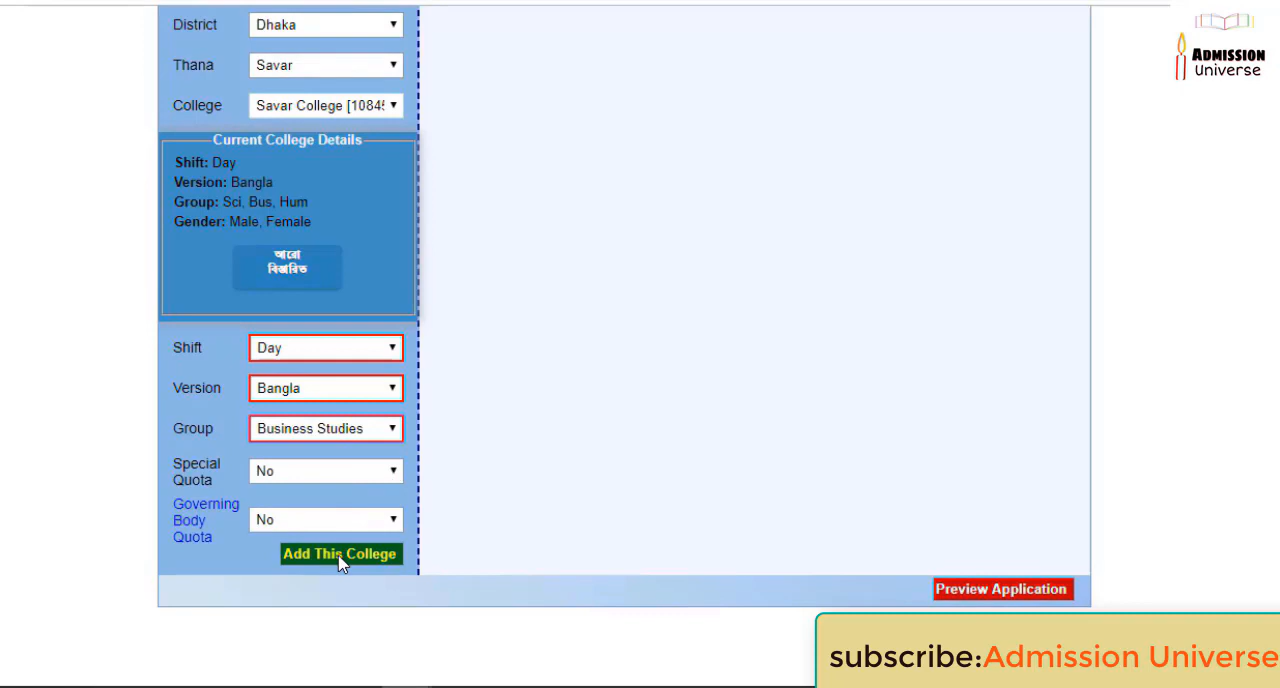 District Dhaka
Thana Savar
College Savar College [1084
Current College Details
Shift: Day
Version: Bangla
Group: Sci, Bus, Hum
Gender: Male, Female
আরো
বিস্তারিত
Shift Day
Version Bangla
Group Business Studies
Special
Quota
No
Governing
Body
Quota
No
Add This College
Preview Application
ADMISSION
Universe
subscribe:Admission Universe